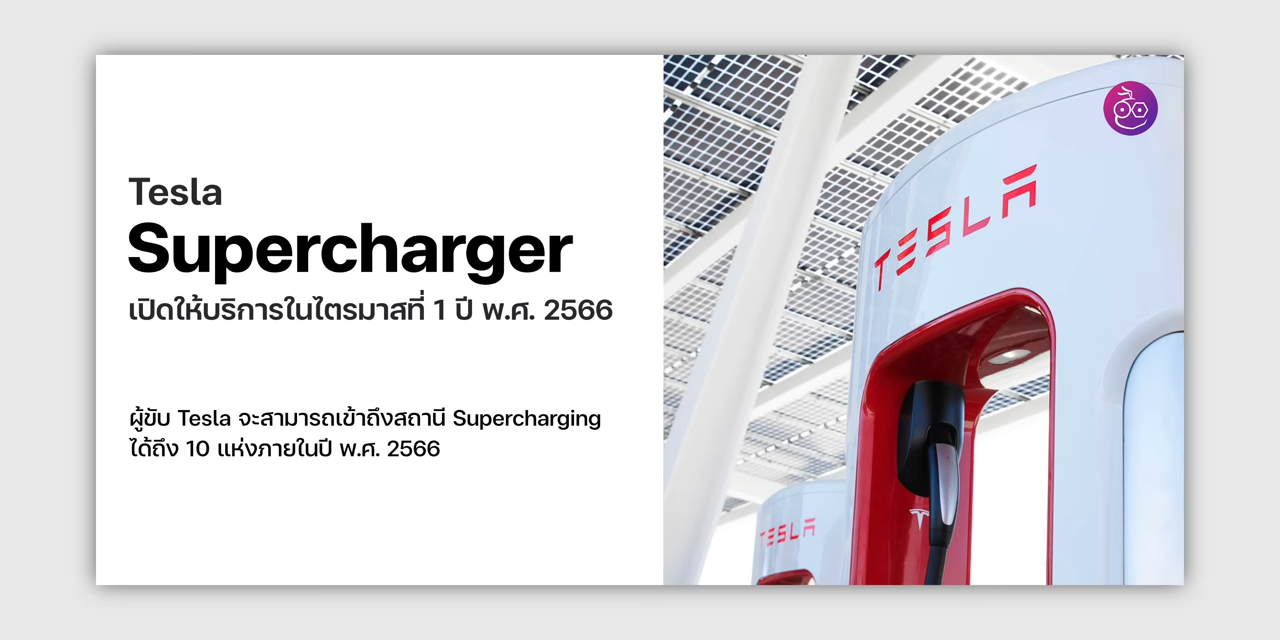 Tesla
Supercharger
เปิดให้บริการในไตรมาสที่ 1 ปี พ.ศ. 2566
ผู้ขับ Tesla จะสามารถเข้าถึงสถานี Supercharging
ได้ถึง 10 แห่งภายในปี พ.ศ. 2566
TESLA
TESLA